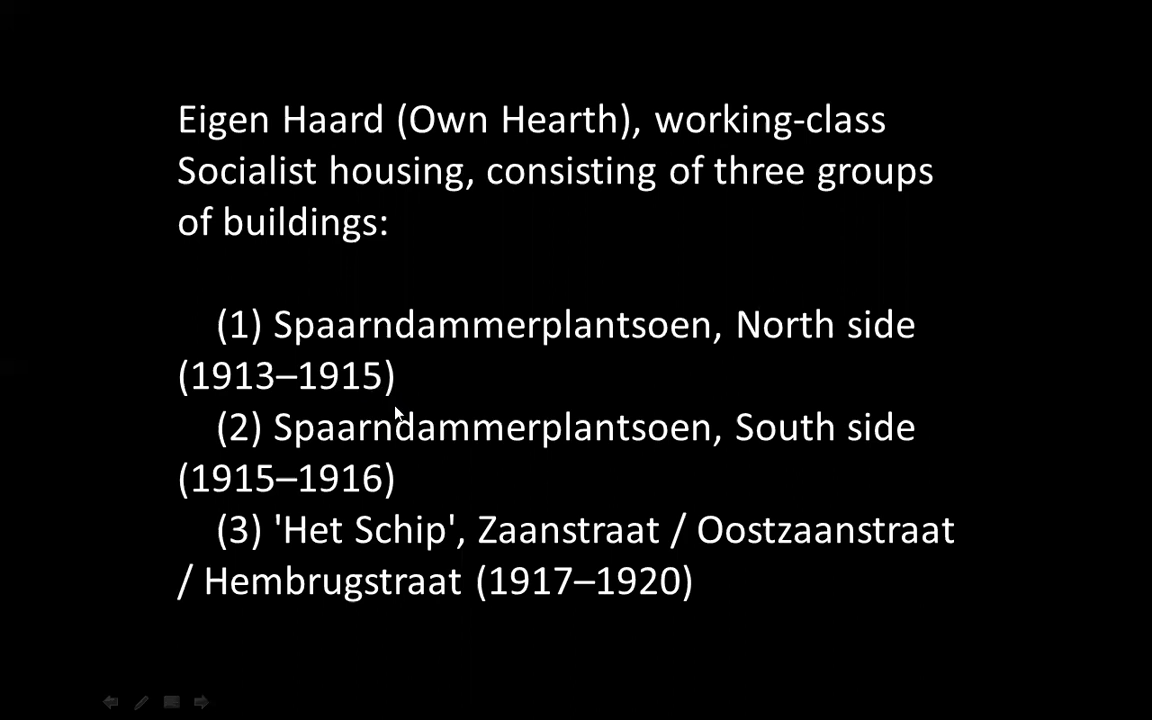 Eigen Haard (Own Hearth), working-class
Socialist housing, consisting of three groups
of buildings:
(1) Spaarndammerplantsoen, North side
(1913–1915)
(2) Spaarndammerplantsoen, South side
(1915–1916)
(3) 'Het Schip', Zaanstraat / Oostzaanstraat
/ Hembrugstraat (1917–1920)